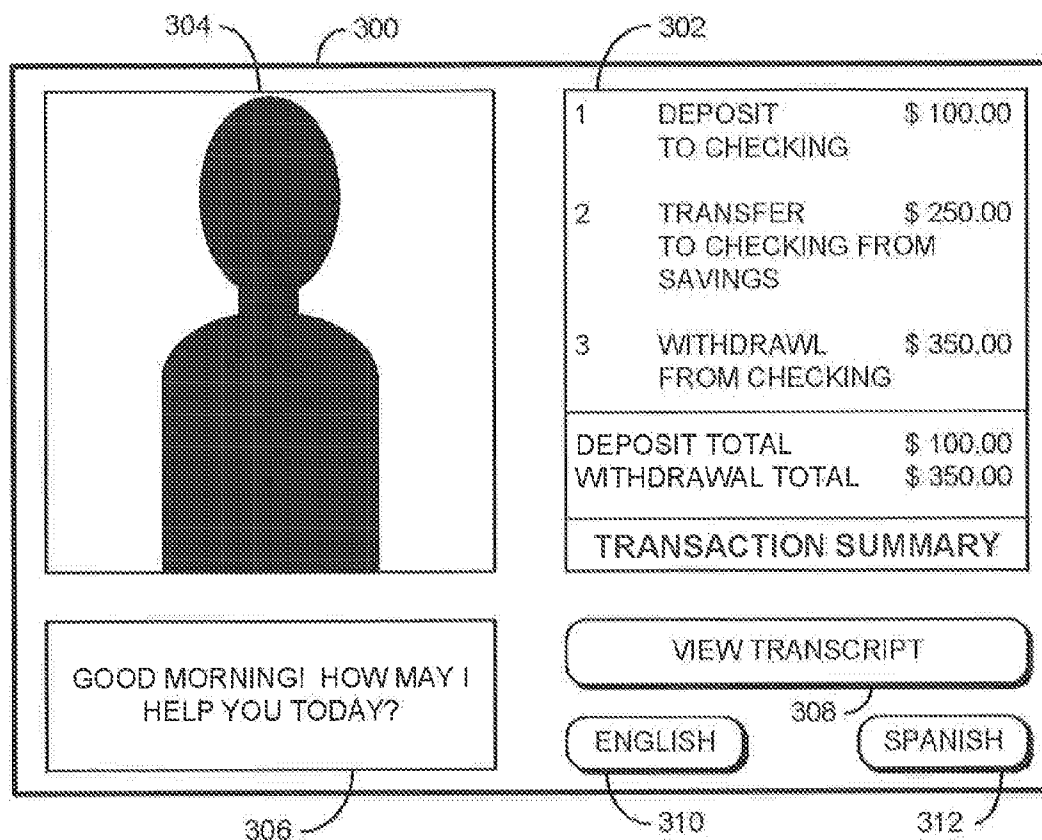 304
300
302
1 DEPOSIT $ 100.00
TO CHECKING
2 TRANSFER $ 250.00
TO CHECKING FROM
SAVINGS
3 WITHDRAWL $ 350.00
FROM CHECKING
DEPOSIT TOTAL $ 100.00
WITHDRAWAL TOTAL $ 350.00
TRANSACTION SUMMARY
GOOD MORNING! HOW MAY I
HELP YOU TODAY?
306
VIEW TRANSCRIPT
308
ENGLISH
SPANISH
310
312